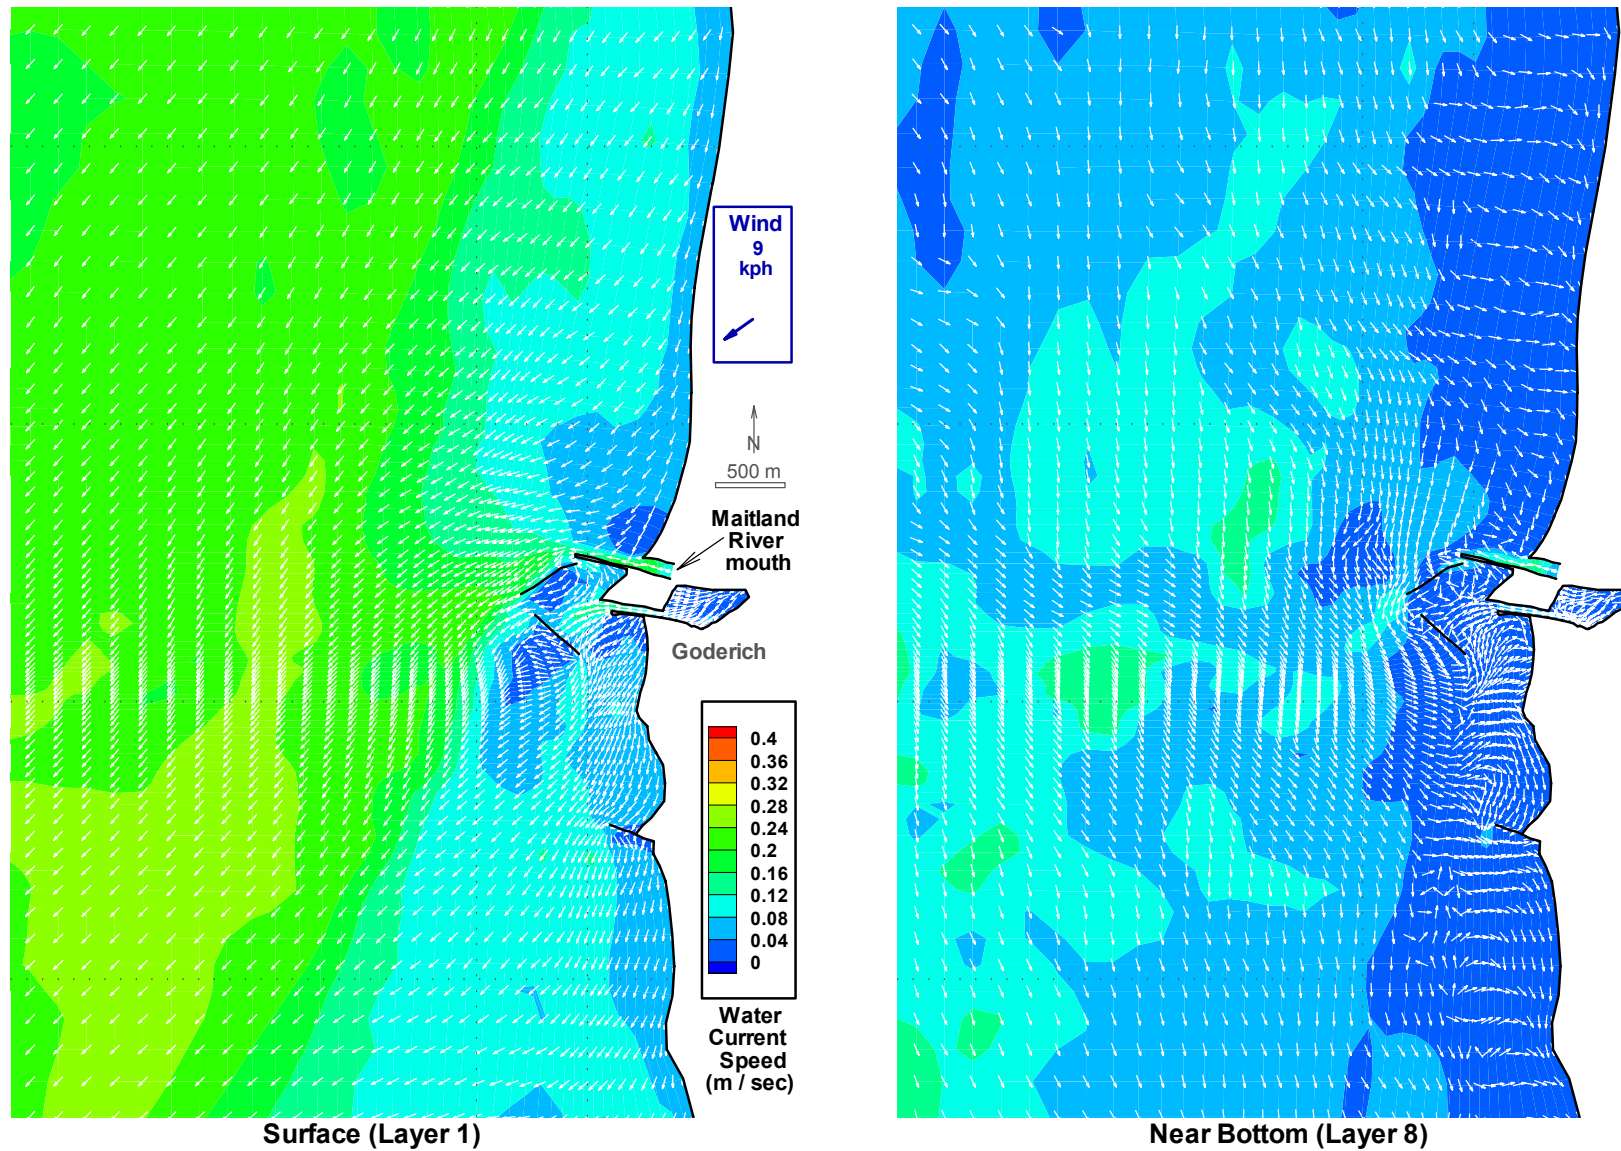 Wind
9
kph
N
500 m
Maitland
River
mouth
Goderich
0.4
0.36
0.32
0.28
0.24
0.2
0.16
0.12
0.08
0.04
0
Water
Current
Speed
(m / sec)
Surface (Layer 1)
Near Bottom (Layer 8)